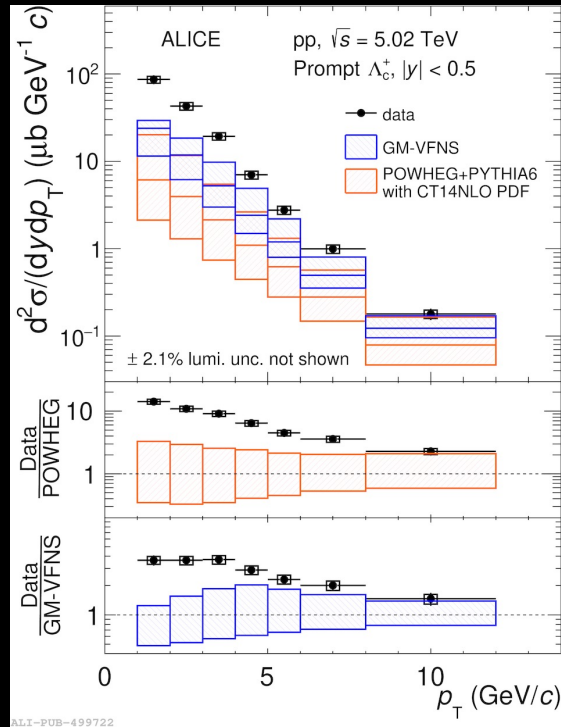 ALICE
pp, √s = 5.02 TeV
Prompt Λc+, |y| < 0.5
data
GM-VFNS
POWHEG+PYTHIA6
with CT14NLO PDF
d²σ/(dydpT) (μb GeV⁻¹ c)
10²
10
1
10⁻¹
± 2.1% lumi. unc. not shown
Data
POWHEG
10
1
Data
GM-VFNS
1
0 5 10
pT (GeV/c)
ALI-PUB-499722